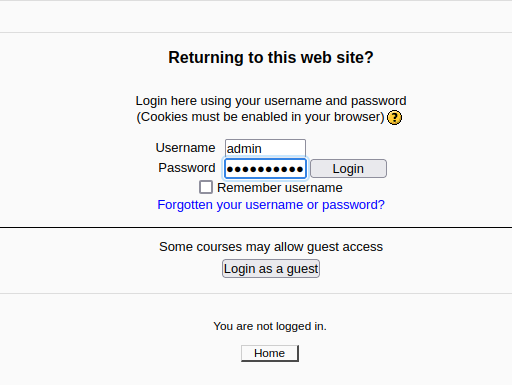 Returning to this web site?
Login here using your username and password
(Cookies must be enabled in your browser) ?
Username admin
Password •••••••••• Login
Remember username
Forgotten your username or password?
Some courses may allow guest access
Login as a guest
You are not logged in.
Home